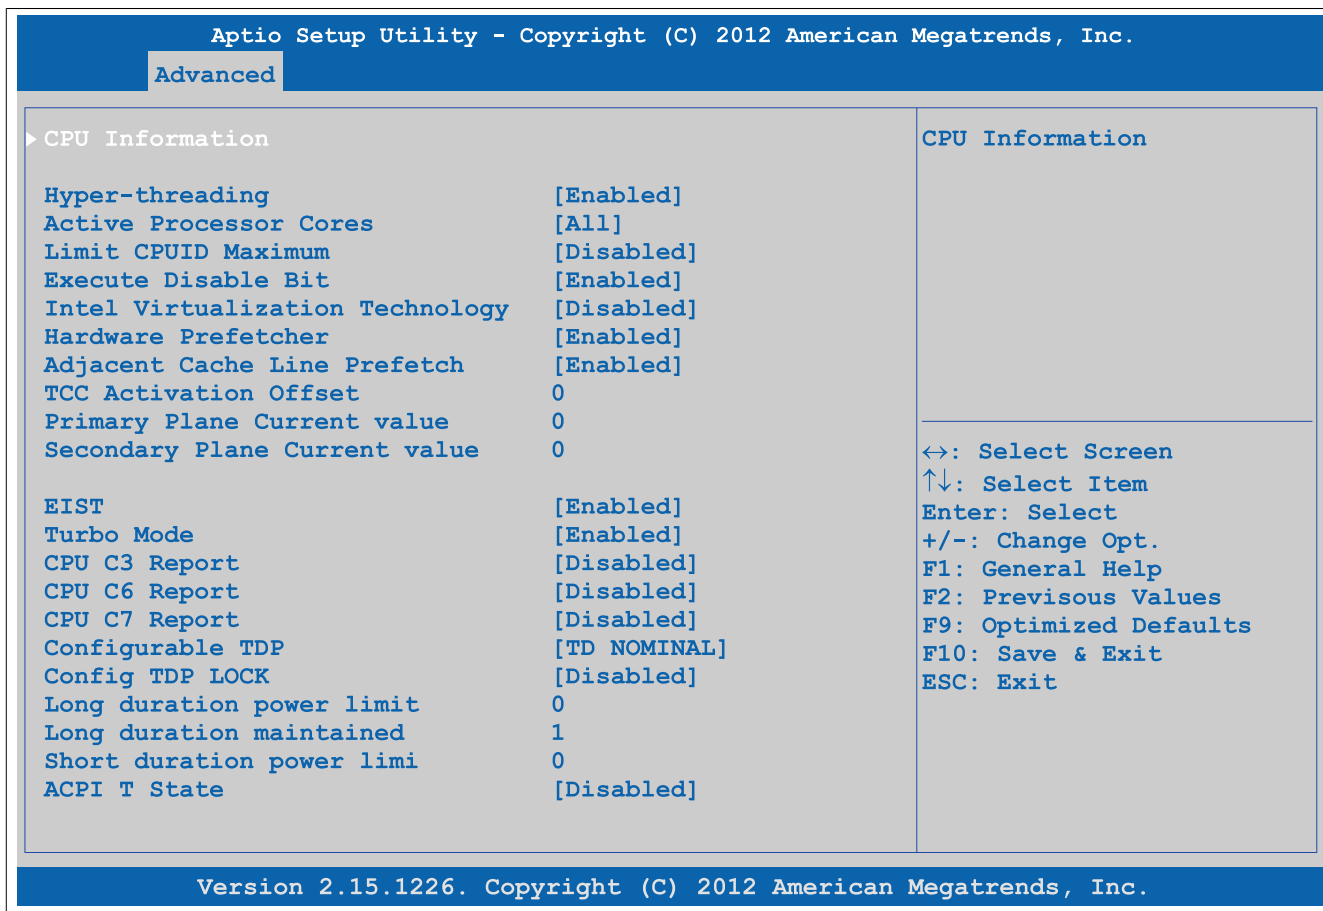 Aptio Setup Utility - Copyright (C) 2012 American Megatrends, Inc.
Advanced
CPU Information
Hyper-threading [Enabled]
Active Processor Cores [All]
Limit CPUID Maximum [Disabled]
Execute Disable Bit [Enabled]
Intel Virtualization Technology [Disabled]
Hardware Prefetcher [Enabled]
Adjacent Cache Line Prefetch [Enabled]
TCC Activation Offset 0
Primary Plane Current value 0
Secondary Plane Current value 0
EIST [Enabled]
Turbo Mode [Enabled]
CPU C3 Report [Disabled]
CPU C6 Report [Disabled]
CPU C7 Report [Disabled]
Configurable TDP [TD NOMINAL]
Config TDP LOCK [Disabled]
Long duration power limit 0
Long duration maintained 1
Short duration power limi 0
ACPI T State [Disabled]
CPU Information
↔: Select Screen
↑↓: Select Item
Enter: Select
+/-: Change Opt.
F1: General Help
F2: Previsous Values
F9: Optimized Defaults
F10: Save & Exit
ESC: Exit
Version 2.15.1226. Copyright (C) 2012 American Megatrends, Inc.